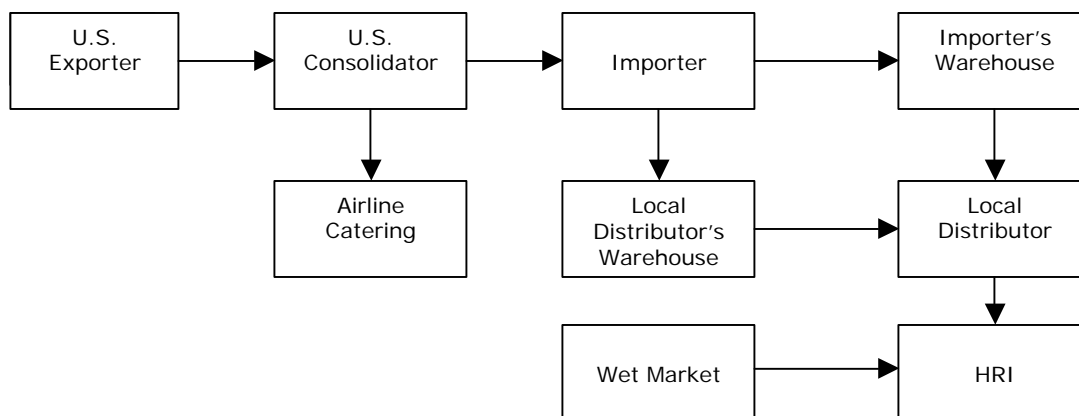 U.S.
Exporter
U.S.
Consolidator
Importer
Importer's
Warehouse
Airline
Catering
Local
Distributor's
Warehouse
Local
Distributor
Wet Market
HRI